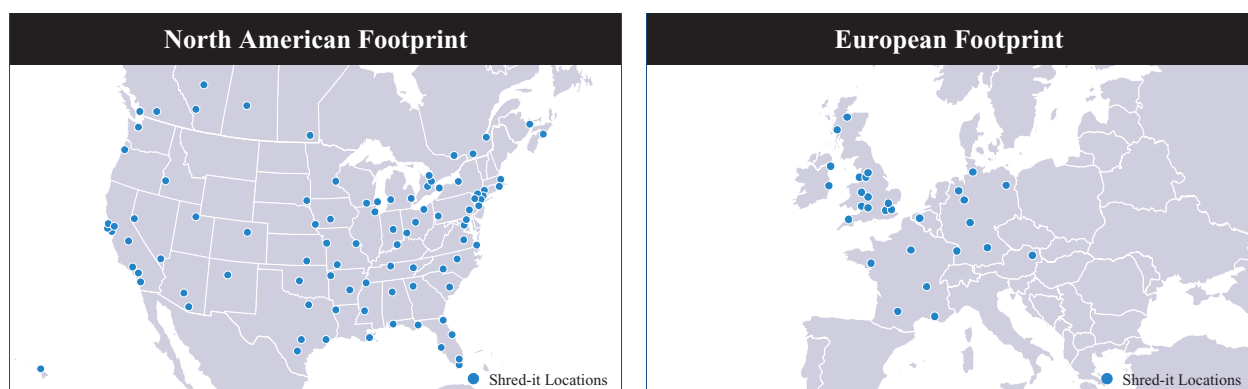 North American Footprint
Shred-it Locations
European Footprint
Shred-it Locations